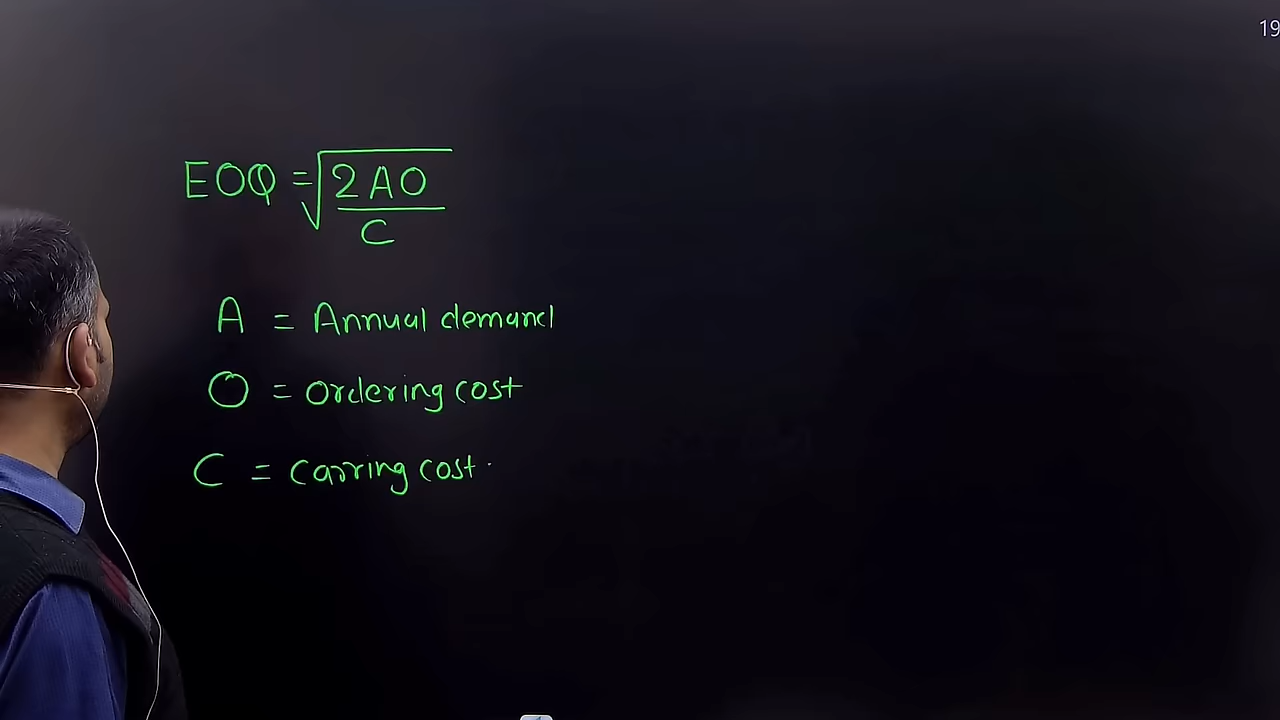 19
EOQ = √2AO
C
A = Annual demand
O = ordering cost
C = Carring cost.